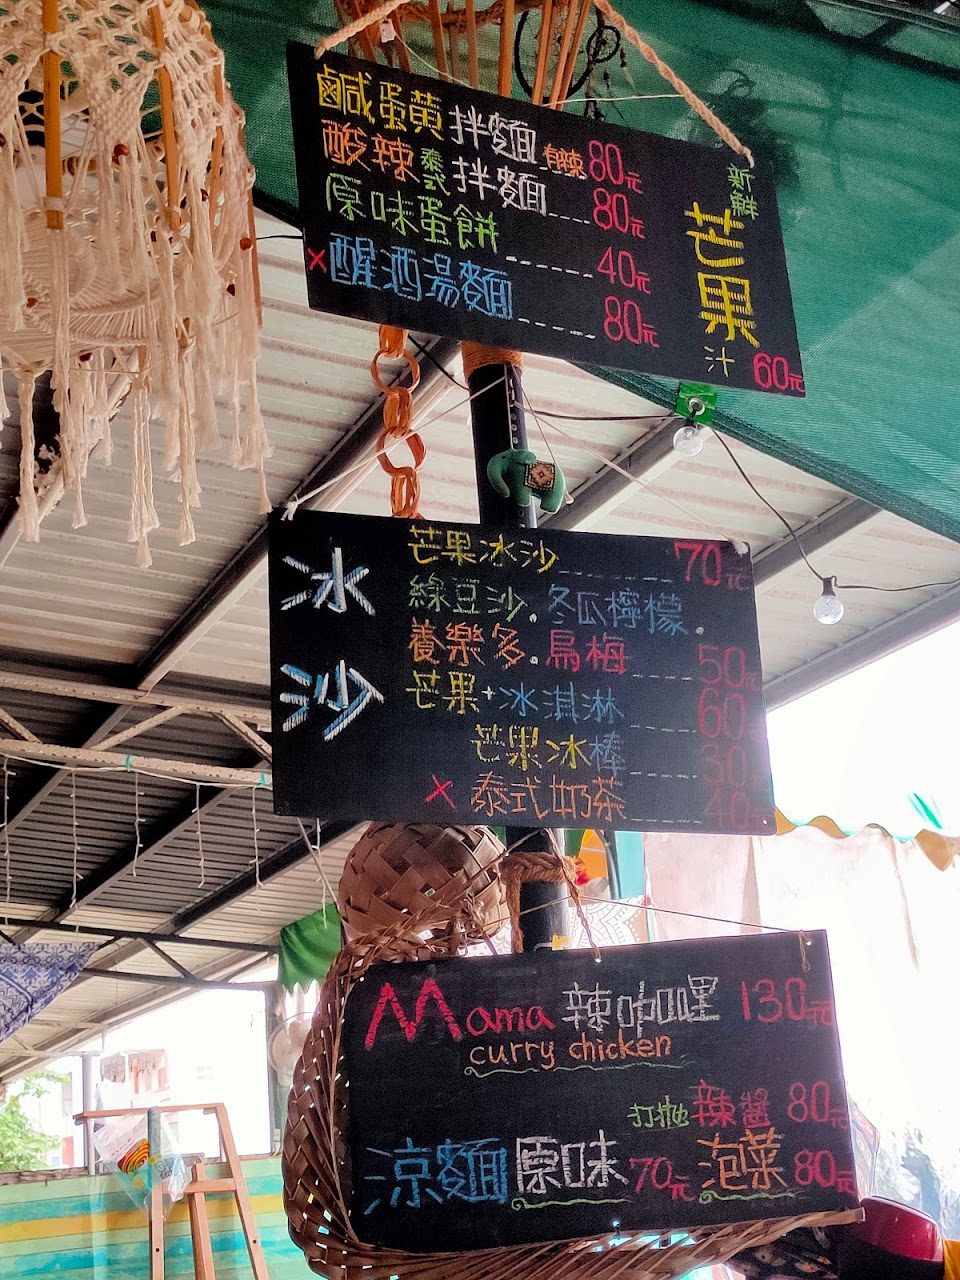 鹹蛋黃拌麵有辣80元
酸辣泰式拌麵----80元
原味蛋餅------40元
×醒酒湯麵-----80元
新鮮
芒果
汁 60元
冰沙
芒果冰沙--------70元
綠豆沙.冬瓜檸檬.
養樂多.烏梅----50元
芒果+冰淇淋----60元
芒果冰棒----30元
×泰式奶茶----40元
Mama 辣咖哩 130元
curry chicken
打拋辣醬 80元
涼麵原味70元泡菜80元